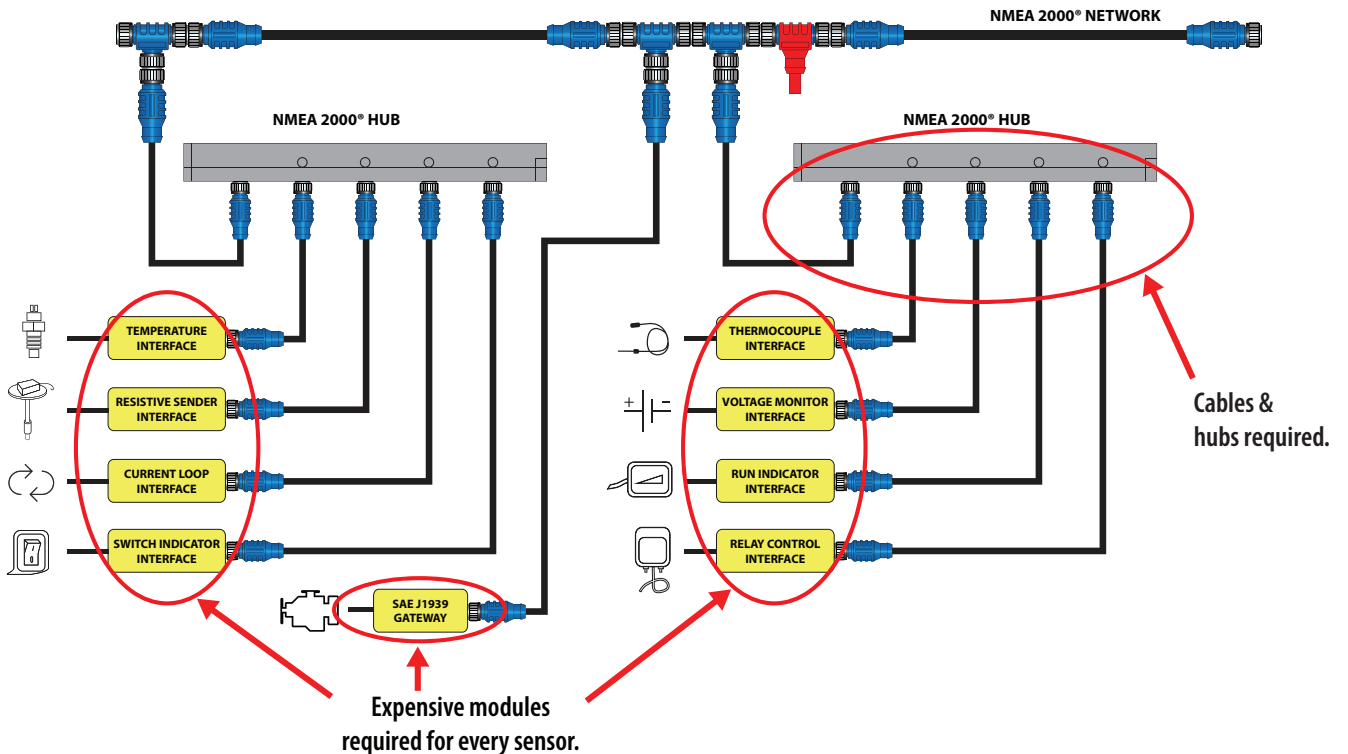 NMEA 2000® NETWORK
NMEA 2000® HUB
NMEA 2000® HUB
TEMPERATURE
INTERFACE
RESISTIVE SENDER
INTERFACE
CURRENT LOOP
INTERFACE
SWITCH INDICATOR
INTERFACE
SAE J1939
GATEWAY
THERMOCOUPLE
INTERFACE
+ −
VOLTAGE MONITOR
INTERFACE
RUN INDICATOR
INTERFACE
RELAY CONTROL
INTERFACE
Cables &
hubs required.
Expensive modules
required for every sensor.